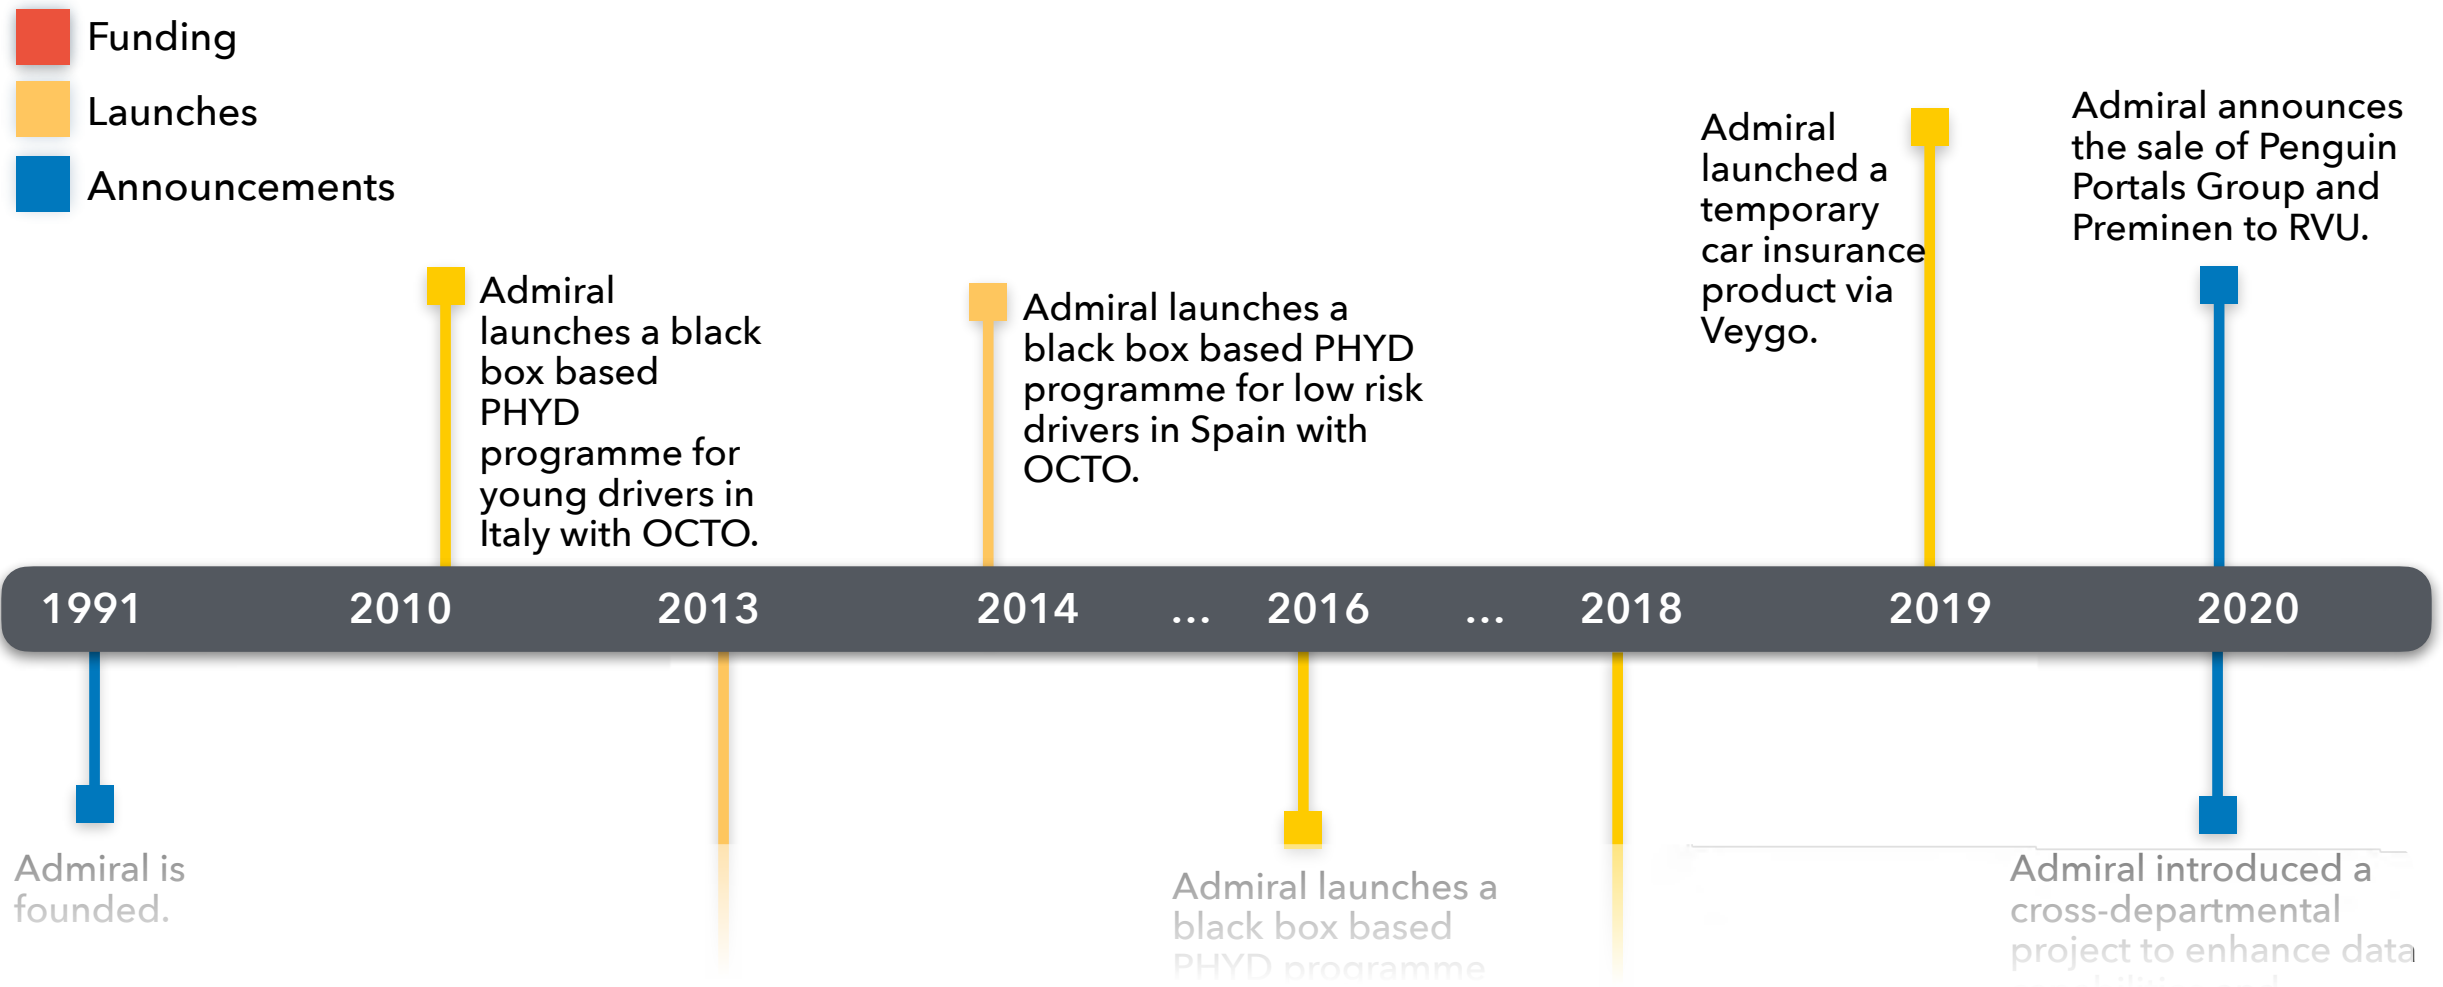 Funding
Launches
Announcements
Admiral
launches a black
box based
PHYD
programme for
young drivers in
Italy with OCTO.
Admiral launches a
black box based PHYD
programme for low risk
drivers in Spain with
OCTO.
Admiral
launched a
temporary
car insurance
product via
Veygo.
Admiral announces
the sale of Penguin
Portals Group and
Preminen to RVU.
1991 2010 2013 2014 ... 2016 ... 2018 2019 2020
Admiral is
founded.
Admiral launches a
black box based
PHYD programme
Admiral introduced a
cross-departmental
project to enhance data